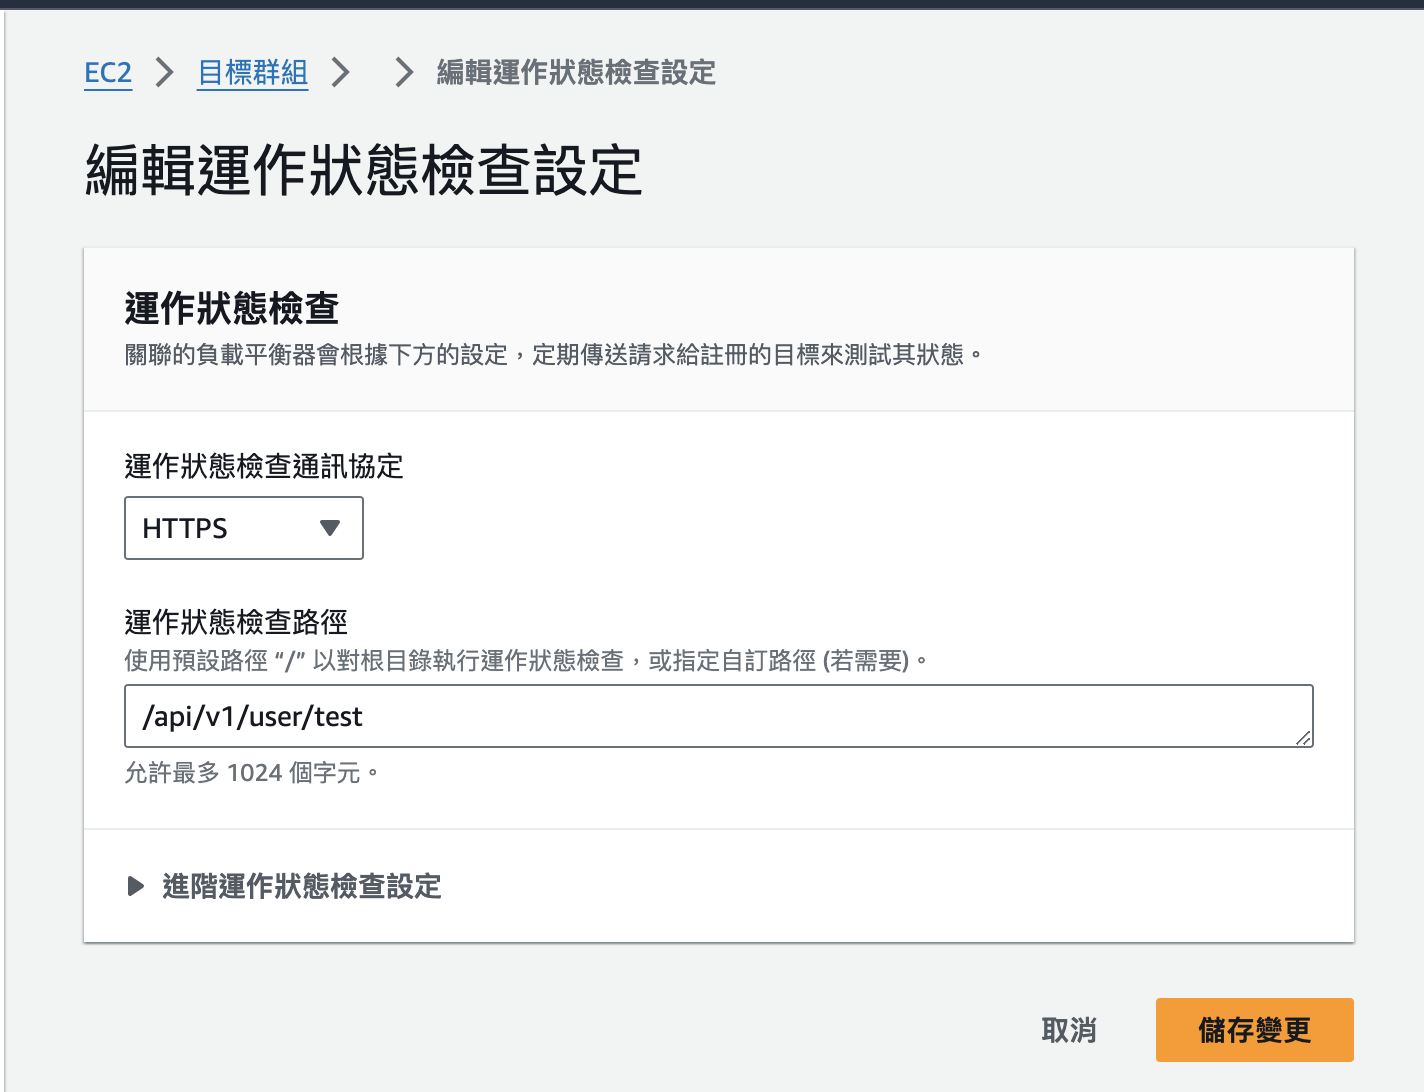 EC2 > 目標群組 > > 編輯運作狀態檢查設定
編輯運作狀態檢查設定
運作狀態檢查
關聯的負載平衡器會根據下方的設定，定期傳送請求給註冊的目標來測試其狀態。
運作狀態檢查通訊協定
HTTPS
運作狀態檢查路徑
使用預設路徑 “/” 以對根目錄執行運作狀態檢查，或指定自訂路徑 (若需要)。
/api/v1/user/test
允許最多 1024 個字元。
進階運作狀態檢查設定
取消
儲存變更